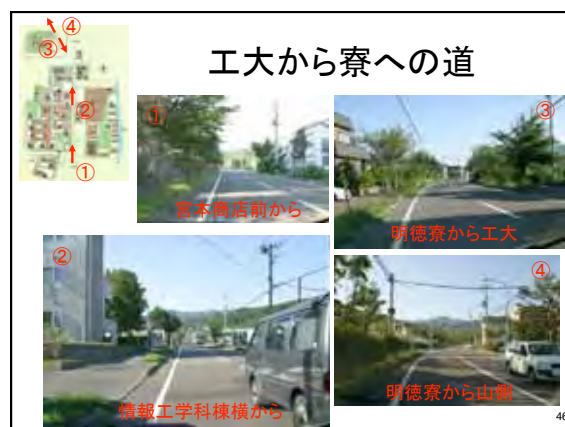 工大から寮への道
④
③
②
①
①
宮本商店前から
③
明徳寮から工大
②
情報工学科棟横から
④
明徳寮から山側
46